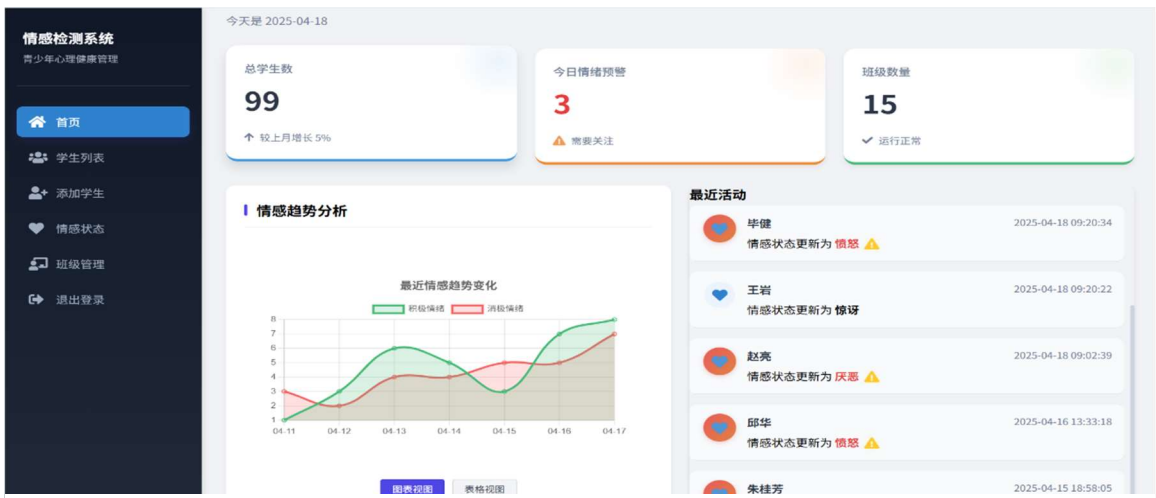 情感检测系统
青少年心理健康管理
首页
学生列表
添加学生
情感状态
班级管理
退出登录
今天是 2025-04-18
总学生数
99
较上月增长 5%
今日情绪预警
3
需要关注
班级数量
15
运行正常
情感趋势分析
最近情感趋势变化
积极情绪 消极情绪
8
7
6
5
4
3
2
1
04-11 04-12 04-13 04-14 04-15 04-16 04-17
图表视图 表格视图
最近活动
毕健 2025-04-18 09:20:34
情感状态更新为 愤怒
王岩 2025-04-18 09:20:22
情感状态更新为 惊讶
赵亮 2025-04-18 09:02:39
情感状态更新为 厌恶
邱华 2025-04-16 13:33:18
情感状态更新为 愤怒
朱桂芳 2025-04-15 18:58:05